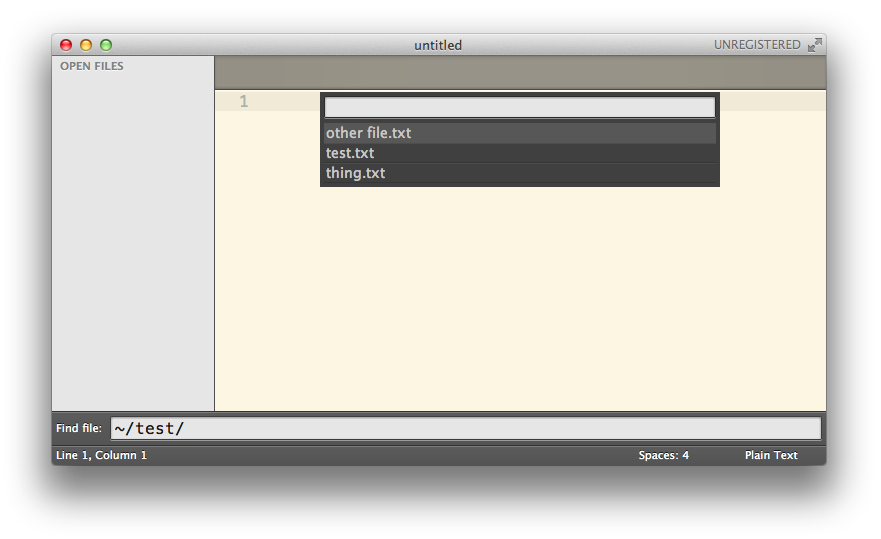 untitled
UNREGISTERED
OPEN FILES
1
other file.txt
test.txt
thing.txt
Find file: ~/test/
Line 1, Column 1
Spaces: 4
Plain Text